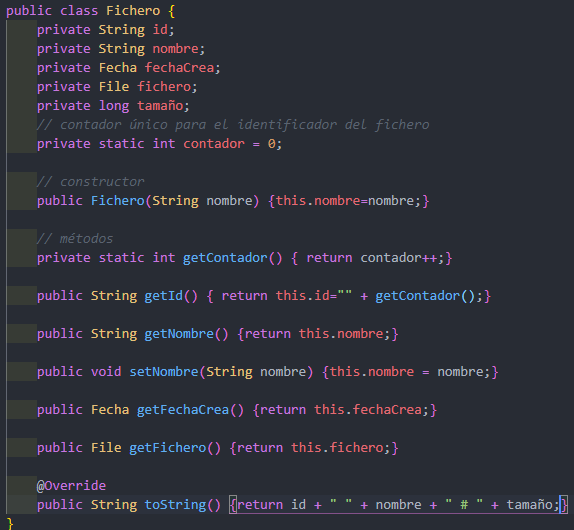 public class Fichero {
private String id;
private String nombre;
private Fecha fechaCrea;
private File fichero;
private long tamaño;
// contador único para el identificador del fichero
private static int contador = 0;
// constructor
public Fichero(String nombre) {this.nombre=nombre;}
// métodos
private static int getContador() { return contador++;}
public String getId() { return this.id="" + getContador();}
public String getNombre() {return this.nombre;}
public void setNombre(String nombre) {this.nombre = nombre;}
public Fecha getFechaCrea() {return this.fechaCrea;}
public File getFichero() {return this.fichero;}
@Override
public String toString() {return id + " " + nombre + " # " + tamaño;}
}